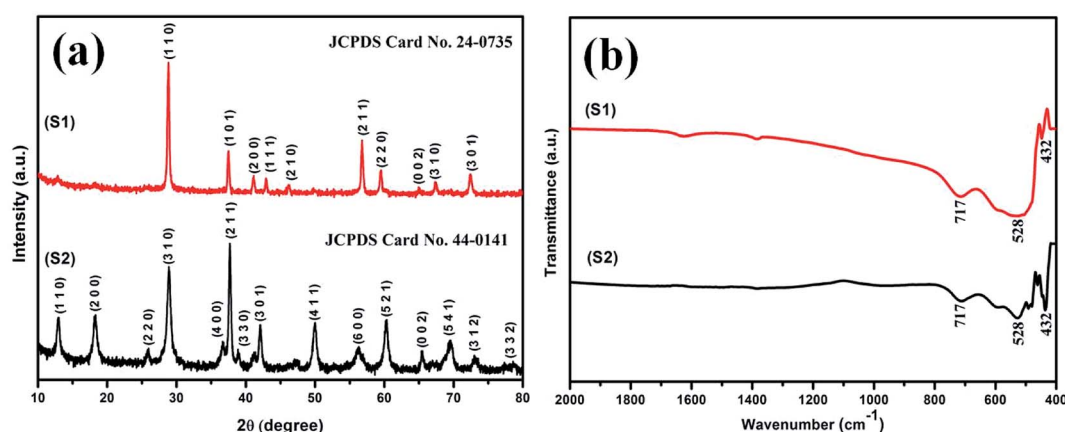 (a)
JCPDS Card No. 24-0735
(S1)
(1 1 0)
(1 0 1)
(2 0 0)
(1 1 1)
(2 1 0)
(2 1 1)
(2 2 0)
(0 0 2)
(3 1 0)
(3 0 1)
JCPDS Card No. 44-0141
(S2)
(1 1 0)
(2 0 0)
(2 2 0)
(3 1 0)
(4 0 0)
(2 1 1)
(3 3 0)
(3 0 1)
(4 1 1)
(6 0 0)
(5 2 1)
(0 0 2)
(5 4 1)
(3 1 2)
(3 3 2)
Intensity (a.u.)
10 20 30 40 50 60 70 80
2θ (degree)
(b)
(S1)
717
528
432
(S2)
717
528
432
Transmittance (a.u.)
2000 1800 1600 1400 1200 1000 800 600 400
Wavenumber (cm⁻¹)